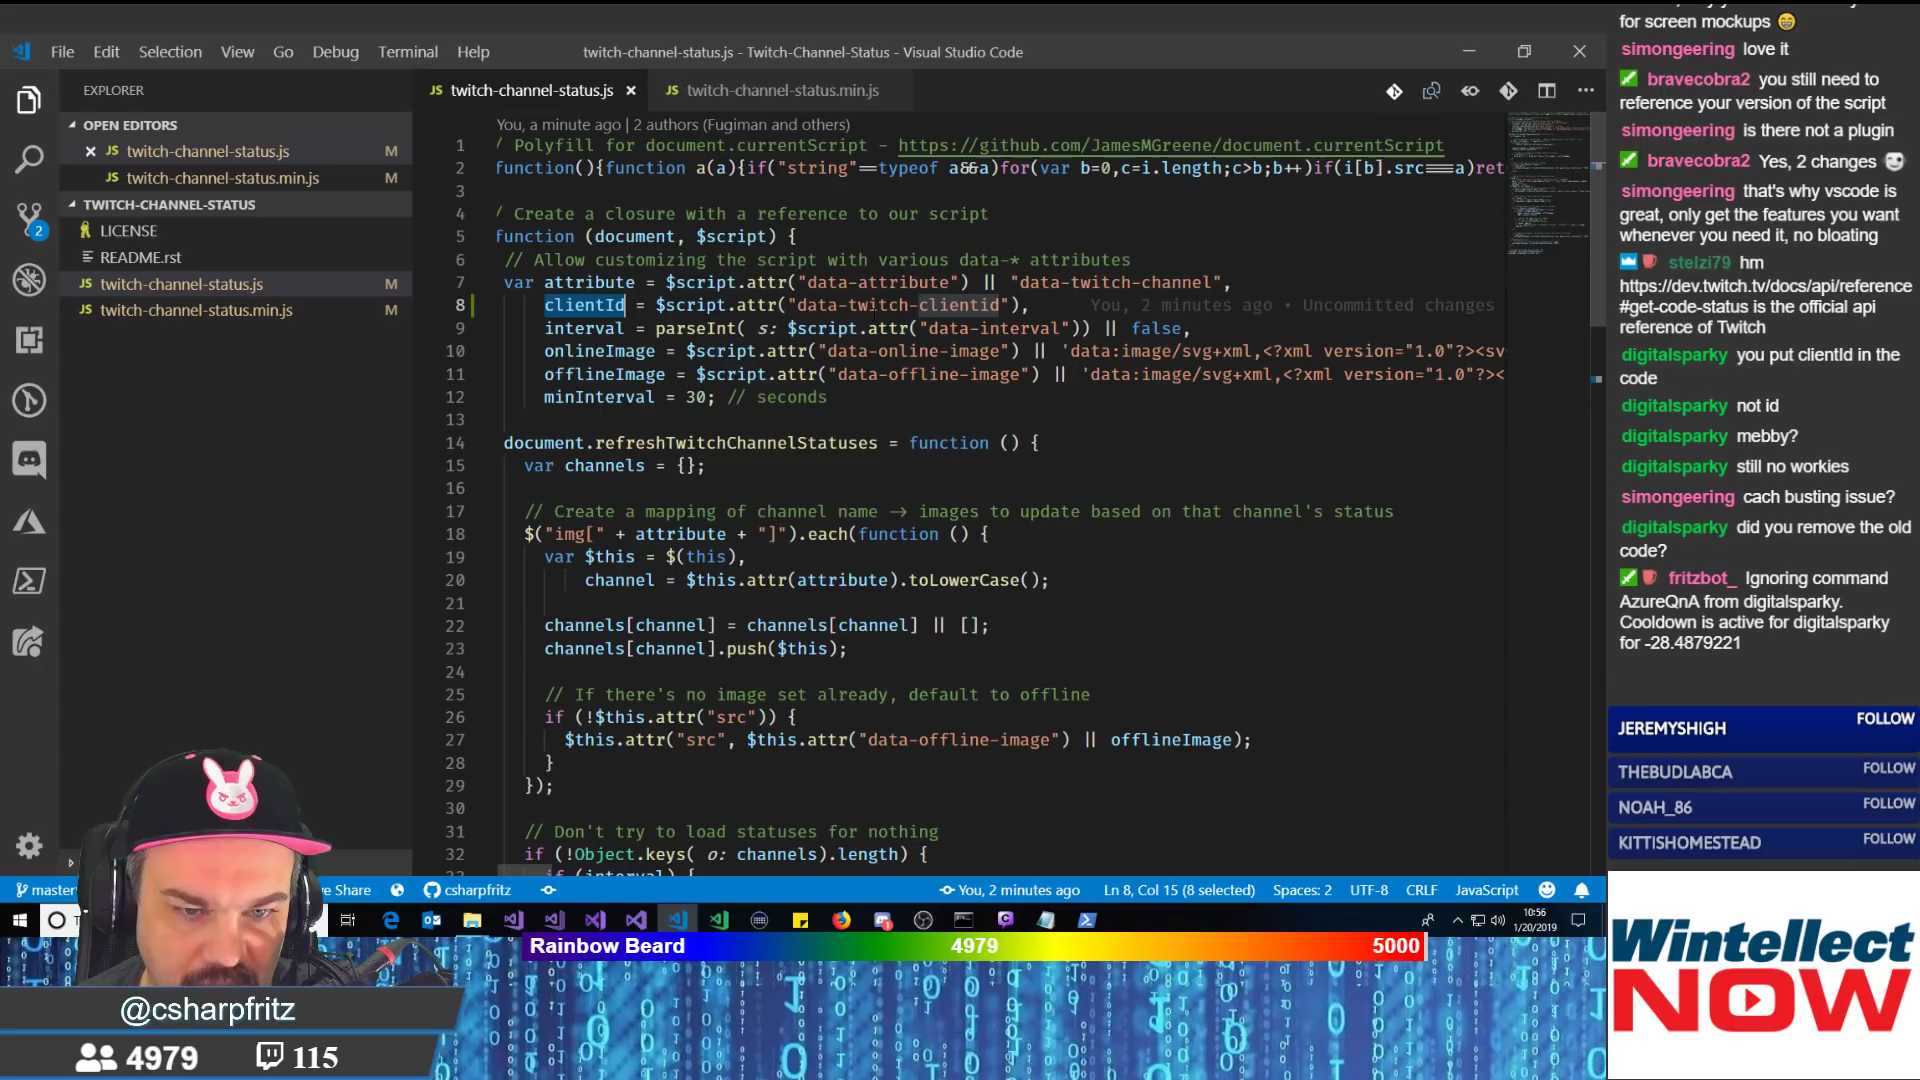 File Edit Selection View Go Debug Terminal Help
twitch-channel-status.js - Twitch-Channel-Status - Visual Studio Code
EXPLORER
OPEN EDITORS
twitch-channel-status.js M
twitch-channel-status.min.js M
TWITCH-CHANNEL-STATUS
LICENSE
README.rst
twitch-channel-status.js M
twitch-channel-status.min.js M
2
JS twitch-channel-status.js
JS twitch-channel-status.min.js
You, a minute ago | 2 authors (Fugiman and others)
1 / Polyfill for document.currentScript - https://github.com/JamesMGreene/document.currentScript
2 function(){function a(a){if("string"==typeof a&&a)for(var b=0,c=i.length;c>b;b++)if(i[b].src===a)ret
3
4 / Create a closure with a reference to our script
5 function (document, $script) {
6 // Allow customizing the script with various data-* attributes
7 var attribute = $script.attr("data-attribute") || "data-twitch-channel",
8 clientId = $script.attr("data-twitch-clientid"), You, 2 minutes ago • Uncommitted changes
9 interval = parseInt( s: $script.attr("data-interval")) || false,
10 onlineImage = $script.attr("data-online-image") || 'data:image/svg+xml,<?xml version="1.0"?><sv
11 offlineImage = $script.attr("data-offline-image") || 'data:image/svg+xml,<?xml version="1.0"?><
12 minInterval = 30; // seconds
13
14 document.refreshTwitchChannelStatuses = function () {
15 var channels = {};
16
17 // Create a mapping of channel name -> images to update based on that channel's status
18 $("img[" + attribute + "]").each(function () {
19 var $this = $(this),
20 channel = $this.attr(attribute).toLowerCase();
21
22 channels[channel] = channels[channel] || [];
23 channels[channel].push($this);
24
25 // If there's no image set already, default to offline
26 if (!$this.attr("src")) {
27 $this.attr("src", $this.attr("data-offline-image") || offlineImage);
28 }
29 });
30
31 // Don't try to load statuses for nothing
32 if (!Object.keys( o: channels).length) {
if (interval) {
master
ve Share
csharpfritz
You, 2 minutes ago Ln 8, Col 15 (8 selected) Spaces: 2 UTF-8 CRLF JavaScript
10:56
1/20/2019
Rainbow Beard 4979 5000
@csharpfritz
4979 115
for screen mockups
simongeering love it
bravecobra2 you still need to
reference your version of the script
simongeering is there not a plugin
bravecobra2 Yes, 2 changes
simongeering that's why vscode is
great, only get the features you want
whenever you need it, no bloating
stelzi79 hm
https://dev.twitch.tv/docs/api/reference
#get-code-status is the official api
reference of Twitch
digitalsparky you put clientId in the
code
digitalsparky not id
digitalsparky mebby?
digitalsparky still no workies
simongeering cach busting issue?
digitalsparky did you remove the old
code?
fritzbot_ Ignoring command
AzureQnA from digitalsparky.
Cooldown is active for digitalsparky
for -28.4879221
JEREMYSHIGH FOLLOW
THEBUDLABCA FOLLOW
NOAH_86 FOLLOW
KITTISHOMESTEAD FOLLOW
Wintellect
NOW